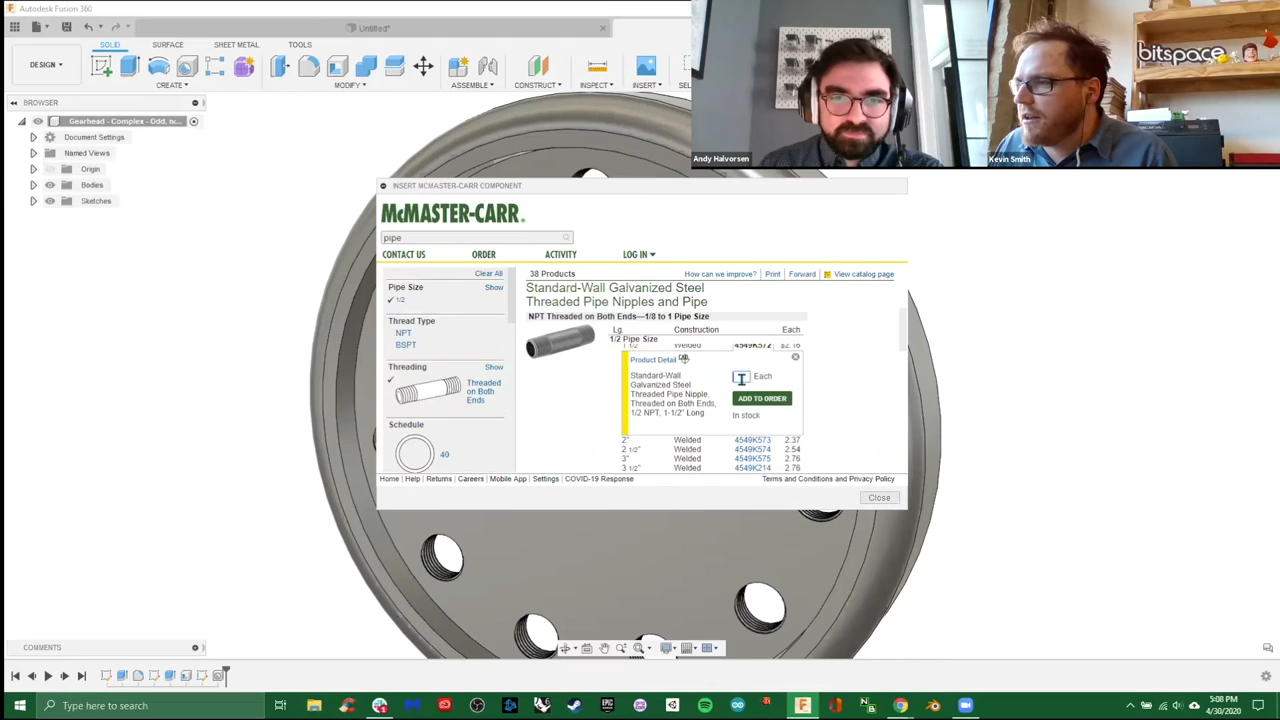 Autodesk Fusion 360
Untitled*
SOLID SURFACE SHEET METAL TOOLS
DESIGN
CREATE MODIFY ASSEMBLE CONSTRUCT INSPECT INSERT
BROWSER
Gearhead - Complex - Odd, no...
Document Settings
Named Views
Origin
Bodies
Sketches
Andy Halvorsen
Kevin Smith
bitspace
INSERT MCMASTER-CARR COMPONENT
McMASTER-CARR.
pipe
CONTACT US ORDER ACTIVITY LOG IN
Clear All
Pipe Size Show
1/2
Thread Type
NPT
BSPT
Threading Show
Threaded
on Both
Ends
Schedule
40
38 Products
How can we improve? Print Forward View catalog page
Standard-Wall Galvanized Steel
Threaded Pipe Nipples and Pipe
NPT Threaded on Both Ends—1/8 to 1 Pipe Size
Lg. Construction Each
1/2 Pipe Size
1 1/2" Welded 4549K572 $2.16
Product Detail CAD
Standard-Wall
Galvanized Steel
Threaded Pipe Nipple,
Threaded on Both Ends,
1/2 NPT, 1-1/2" Long
Each
ADD TO ORDER
In stock
2" Welded 4549K573 2.37
2 1/2" Welded 4549K574 2.54
3" Welded 4549K575 2.76
3 1/2" Welded 4549K214 2.76
Home Help Returns Careers Mobile App Settings COVID-19 Response
Terms and Conditions and Privacy Policy
Close
COMMENTS
Type here to search
5:08 PM
4/30/2020